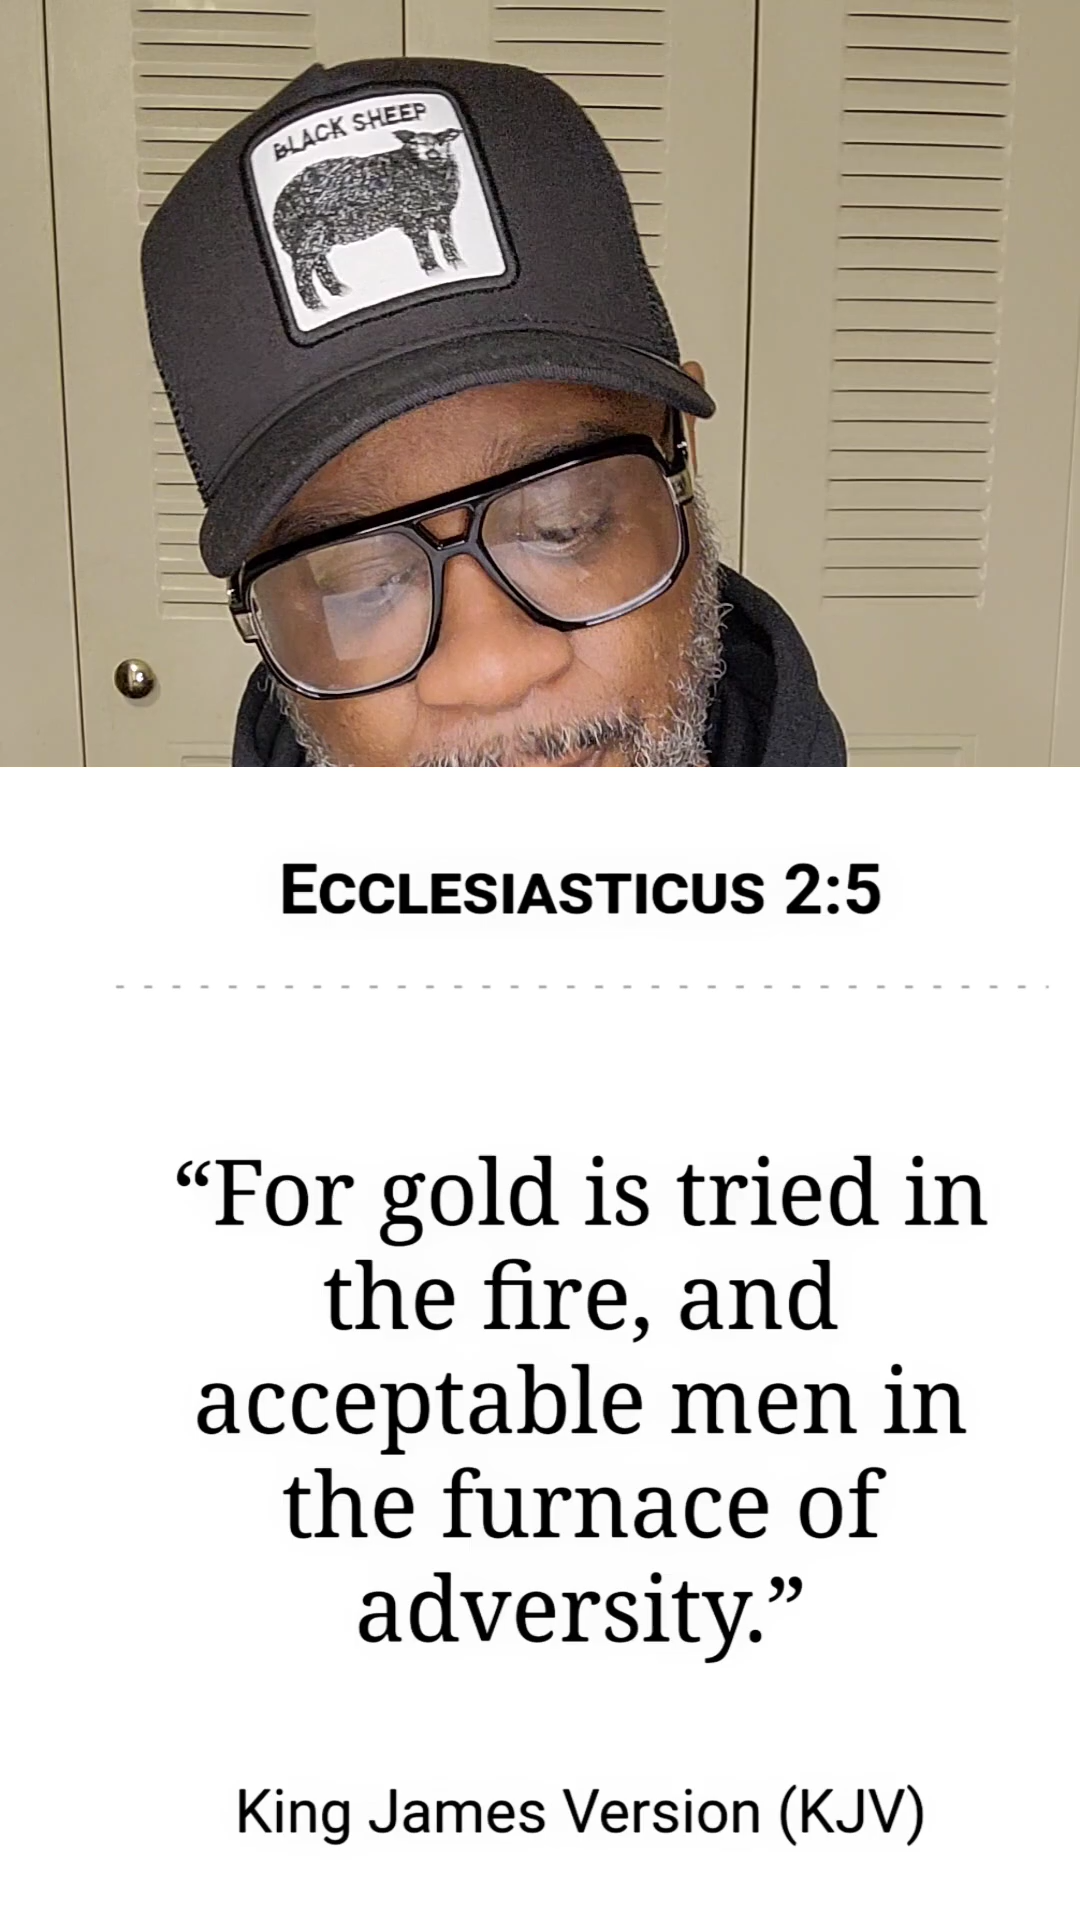 BLACK SHEEP
ECCLESIASTICUS 2:5
“For gold is tried in
the fire, and
acceptable men in
the furnace of
adversity.”
King James Version (KJV)